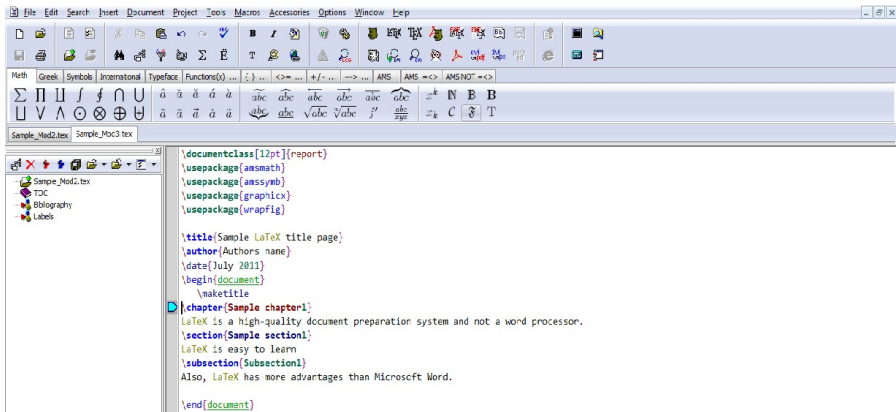 File Edit Search Insert Document Project Tools Macros Accessories Options Window Help
Math Greek Symbols International Typeface Functions(x) ... {.} .. <>= ... +/- ... --> ... AMS AMS =<> AMS NOT =<>
Sample_Mod2.tex Sample_Moc3 tex
Sampe_Mod2.tex
TDC
Bblography
Labels
\documentclass[12pt]{report}
\usepackage{amsmath}
\usepackage{amssymb}
\usepackage{graphicx}
\usepackage{wrapfig}
\title{Sample LaTeX title page}
\author{Authors name}
\date{July 2011}
\begin{document}
\maketitle
\chapter{Sample chapter1}
LaTeX is a high-quality document preparation system and not a word processor.
\section{Sample section1}
LaTeX is easy to learn
\subsection{Subsection1}
Also, LaTeX has more advantages than Microsoft Word.
\end{document}